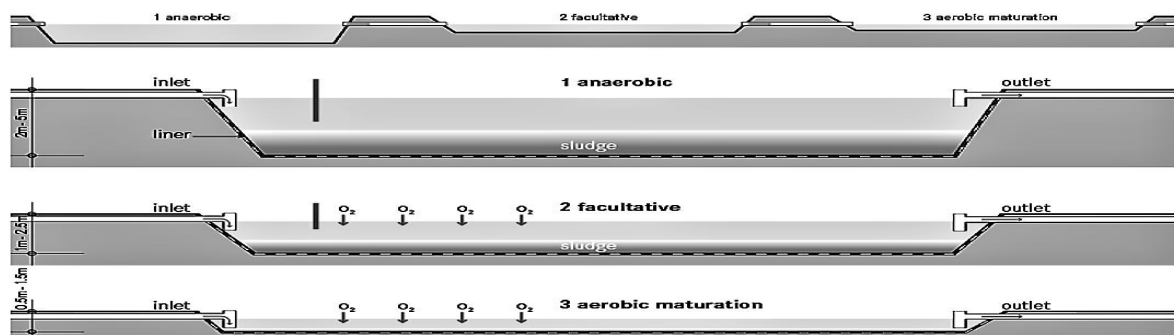 1 anaerobic 2 facultative 3 aerobic maturation
1 anaerobic
inlet outlet
liner
2m-5m
sludge
O₂ O₂ O₂ O₂ 2 facultative
inlet outlet
1m-2.5m
sludge
O₂ O₂ O₂ O₂ 3 aerobic maturation
inlet outlet
0.5m-1.5m